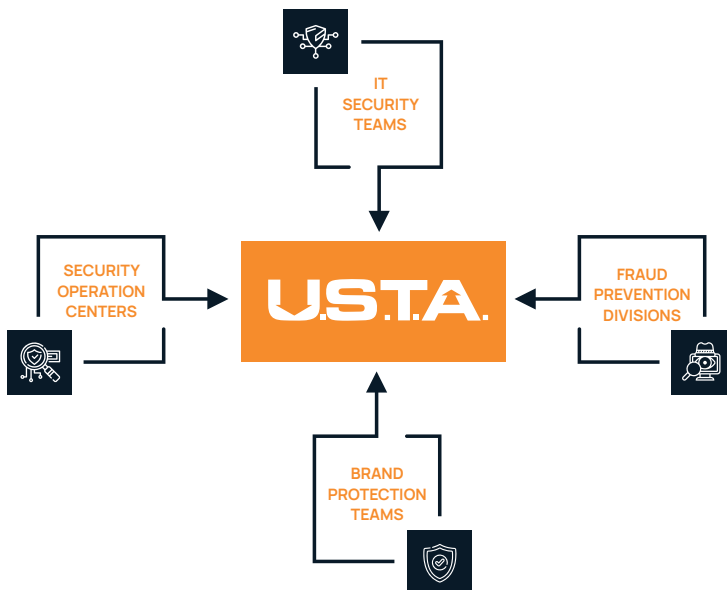 IT
SECURITY
TEAMS
SECURITY
OPERATION
CENTERS
U.S.T.A.
FRAUD
PREVENTION
DIVISIONS
BRAND
PROTECTION
TEAMS